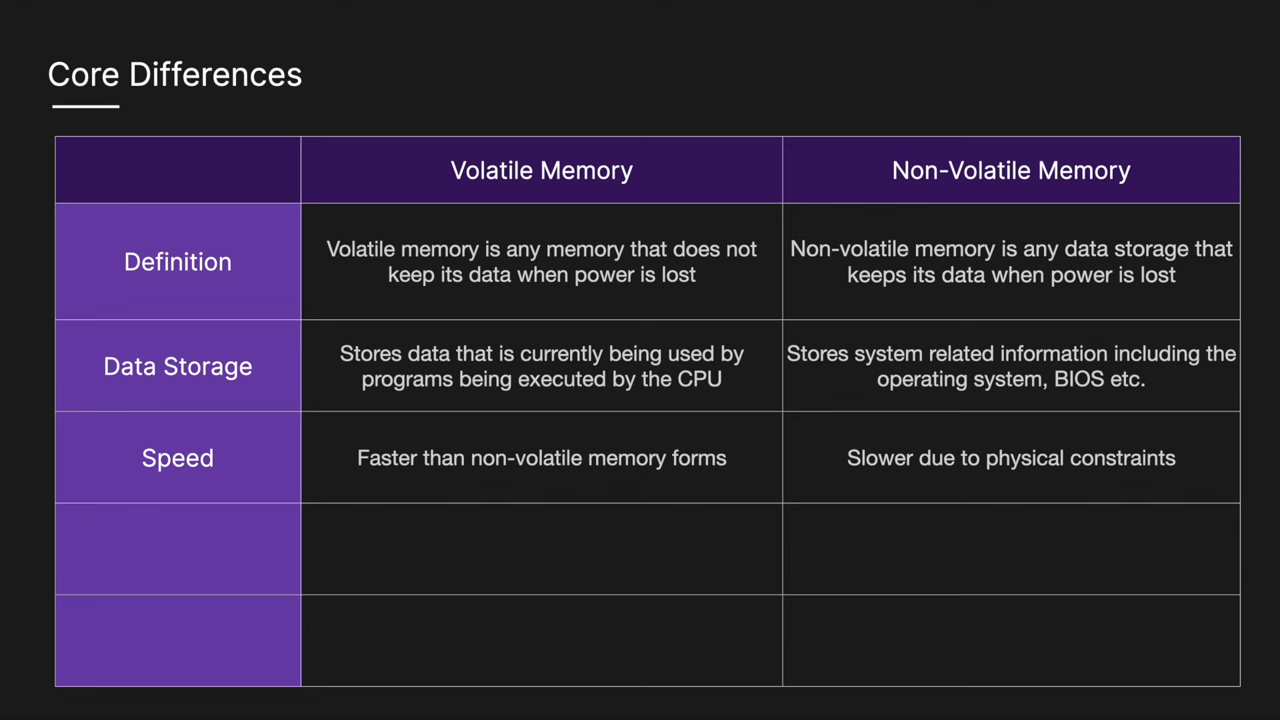 Core Differences
Volatile Memory
Non-Volatile Memory
Definition
Volatile memory is any memory that does not
keep its data when power is lost
Non-volatile memory is any data storage that
keeps its data when power is lost
Data Storage
Stores data that is currently being used by
programs being executed by the CPU
Stores system related information including the
operating system, BIOS etc.
Speed
Faster than non-volatile memory forms
Slower due to physical constraints